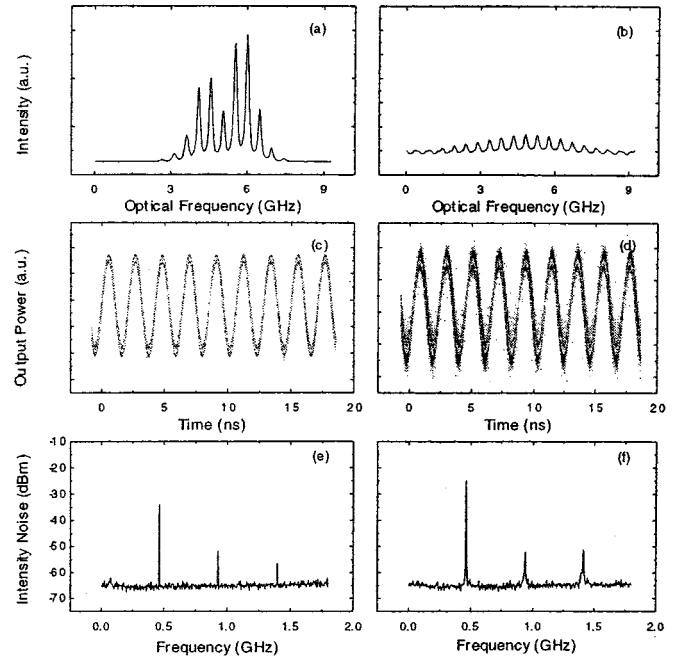 (a)
(b)
Intensity (a.u.)
0 3 6 9
0 3 6 9
Optical Frequency (GHz)
Optical Frequency (GHz)
(c)
(d)
Output Power (a.u.)
0 5 10 15 20
0 5 10 15 20
Time (ns)
Time (ns)
(e)
(f)
Intensity Noise (dBm)
-10
-20
-30
-40
-50
-60
-70
0.0 0.5 1.0 1.5 2.0
0.0 0.5 1.0 1.5 2.0
Frequency (GHz)
Frequency (GHz)